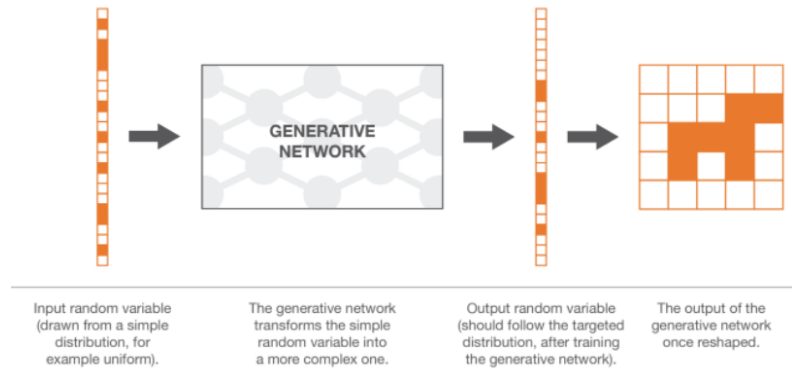 GENERATIVE
NETWORK
Input random variable
(drawn from a simple
distribution, for
example uniform).
The generative network
transforms the simple
random variable into
a more complex one.
Output random variable
(should follow the targeted
distribution, after training
the generative network).
The output of the
generative network
once reshaped.